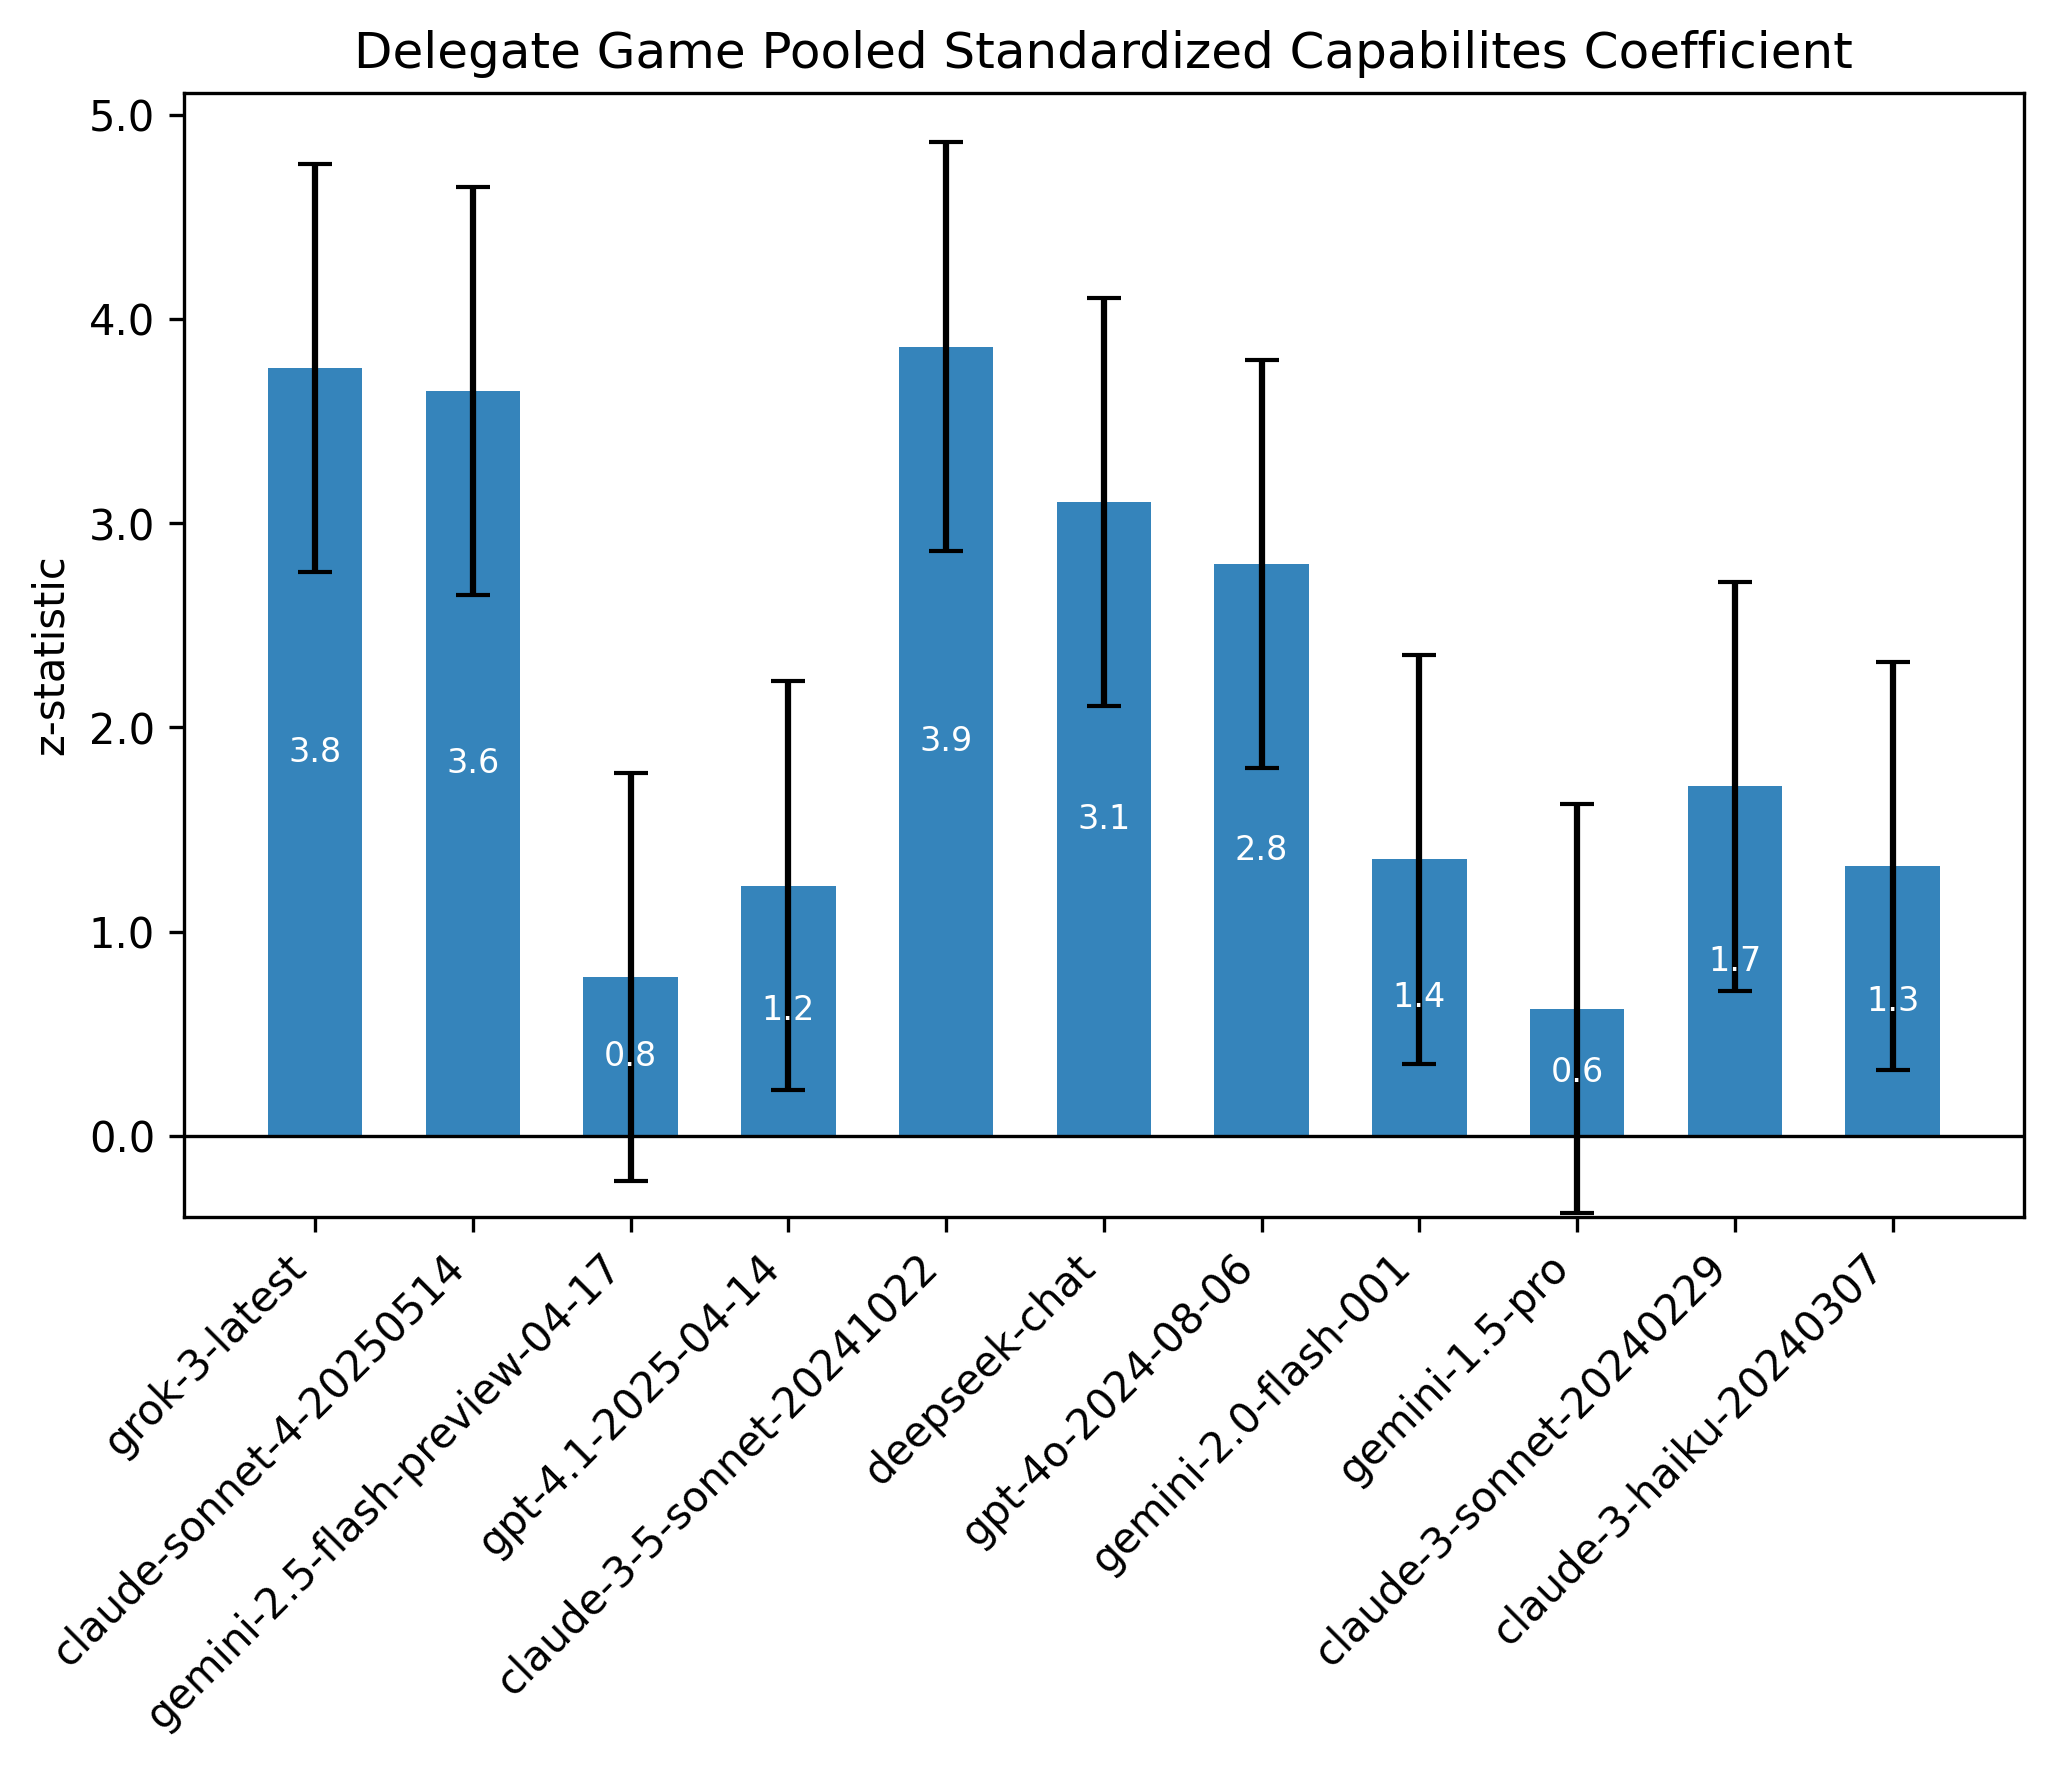 Delegate Game Pooled Standardized Capabilites Coefficient
z-statistic
5.0
4.0
3.0
2.0
1.0
0.0
3.8
3.6
0.8
1.2
3.9
3.1
2.8
1.4
0.6
1.7
1.3
grok-3-latest
claude-sonnet-4-20250514
gemini-2.5-flash-preview-04-17
gpt-4.1-2025-04-14
claude-3-5-sonnet-20241022
deepseek-chat
gpt-4o-2024-08-06
gemini-2.0-flash-001
gemini-1.5-pro
claude-3-sonnet-20240229
claude-3-haiku-20240307